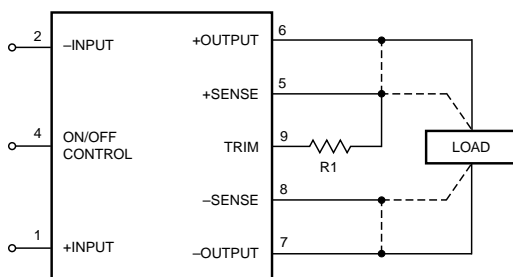 2
–INPUT
4
ON/OFF
CONTROL
1
+INPUT
+OUTPUT
6
+SENSE
5
TRIM
9
R1
–SENSE
8
–OUTPUT
7
LOAD